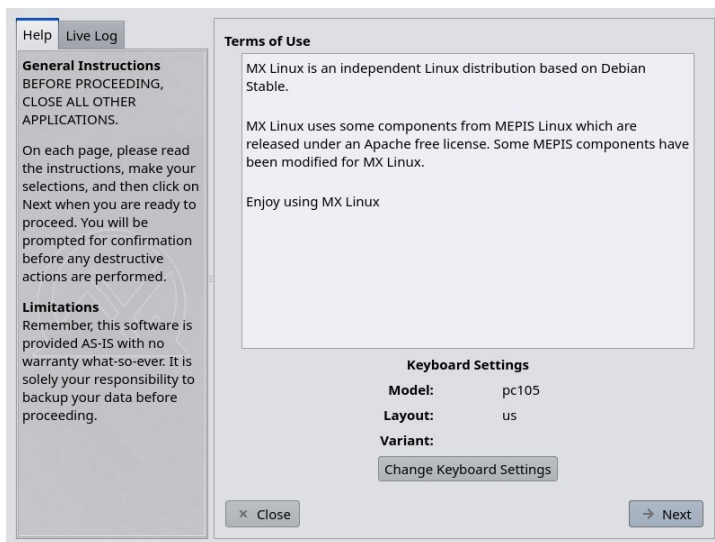 Help
Live Log
General Instructions
BEFORE PROCEEDING,
CLOSE ALL OTHER
APPLICATIONS.
On each page, please read
the instructions, make your
selections, and then click on
Next when you are ready to
proceed. You will be
prompted for confirmation
before any destructive
actions are performed.
Limitations
Remember, this software is
provided AS-IS with no
warranty what-so-ever. It is
solely your responsibility to
backup your data before
proceeding.
Terms of Use
MX Linux is an independent Linux distribution based on Debian
Stable.
MX Linux uses some components from MEPIS Linux which are
released under an Apache free license. Some MEPIS components have
been modified for MX Linux.
Enjoy using MX Linux
Keyboard Settings
Model: pc105
Layout: us
Variant:
Change Keyboard Settings
Close
Next